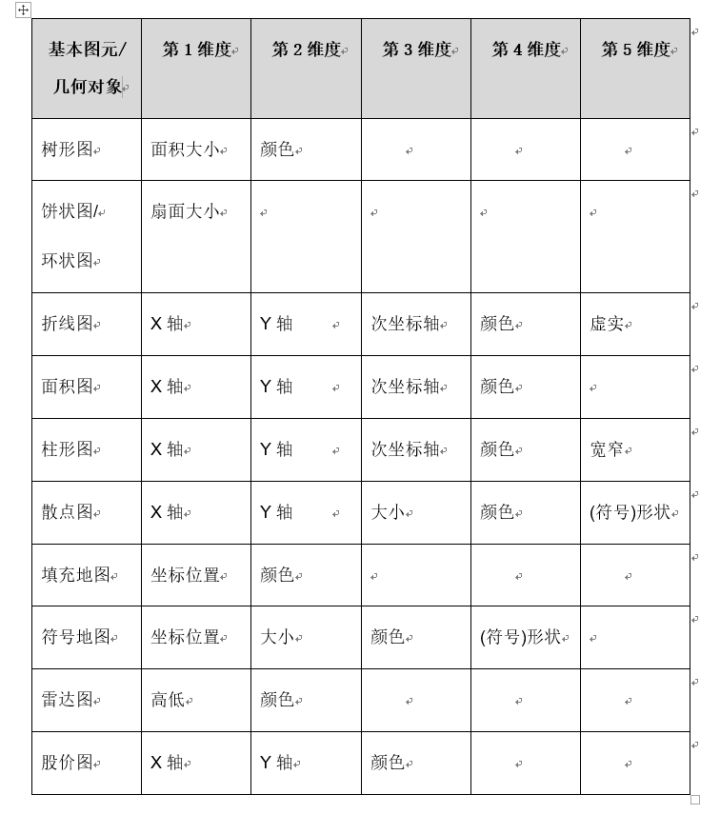 基本图元/ 第 1 维度 第 2 维度 第 3 维度 第 4 维度 第 5 维度
几何对象
树形图 面积大小 颜色
饼状图/ 扇面大小
环状图
折线图 X 轴 Y 轴 次坐标轴 颜色 虚实
面积图 X 轴 Y 轴 次坐标轴 颜色
柱形图 X 轴 Y 轴 次坐标轴 颜色 宽窄
散点图 X 轴 Y 轴 大小 颜色 (符号)形状
填充地图 坐标位置 颜色
符号地图 坐标位置 大小 颜色 (符号)形状
雷达图 高低 颜色
股价图 X 轴 Y 轴 颜色